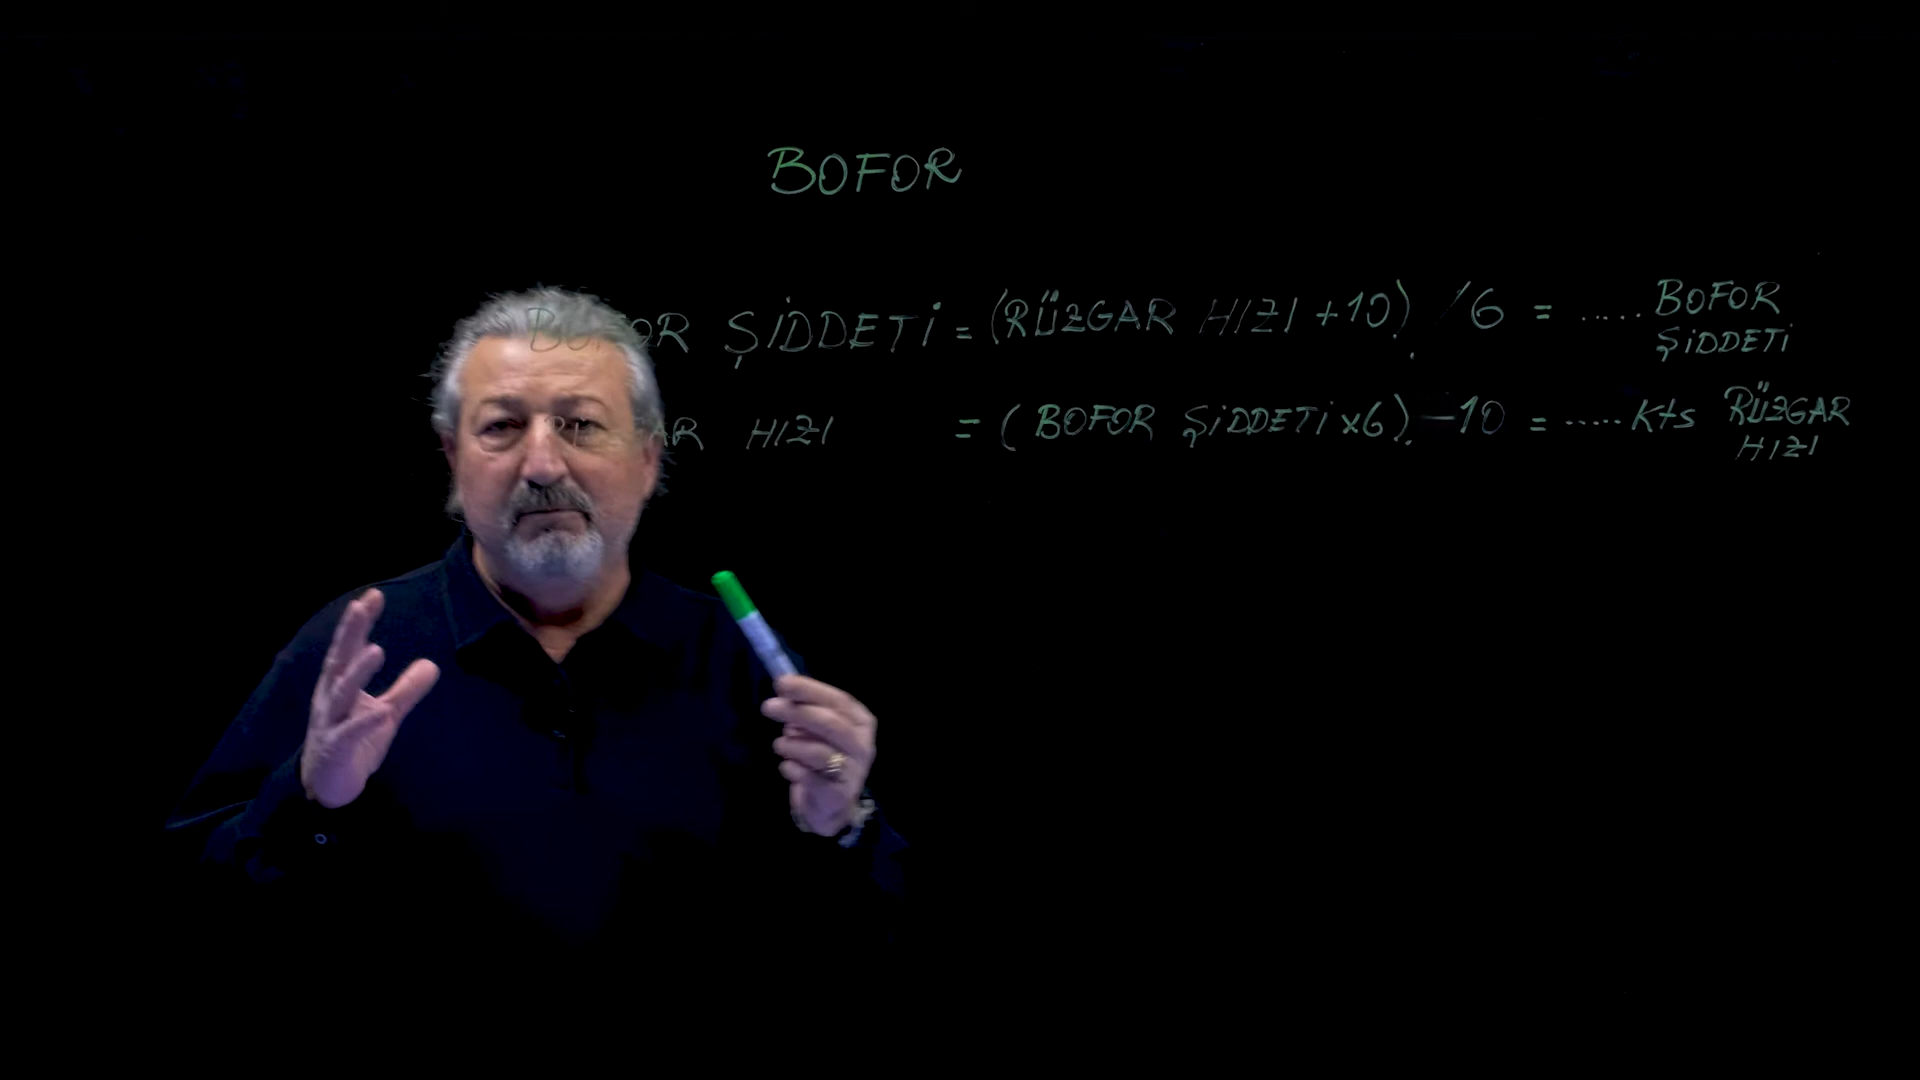 BOFOR
BOFOR ŞİDDETİ = (RÜZGAR HIZI +10) /6 = ..... BOFOR ŞİDDETİ
HIZI = (BOFOR ŞİDDETİ x6) -10 = ..... kts RÜZGAR HIZI